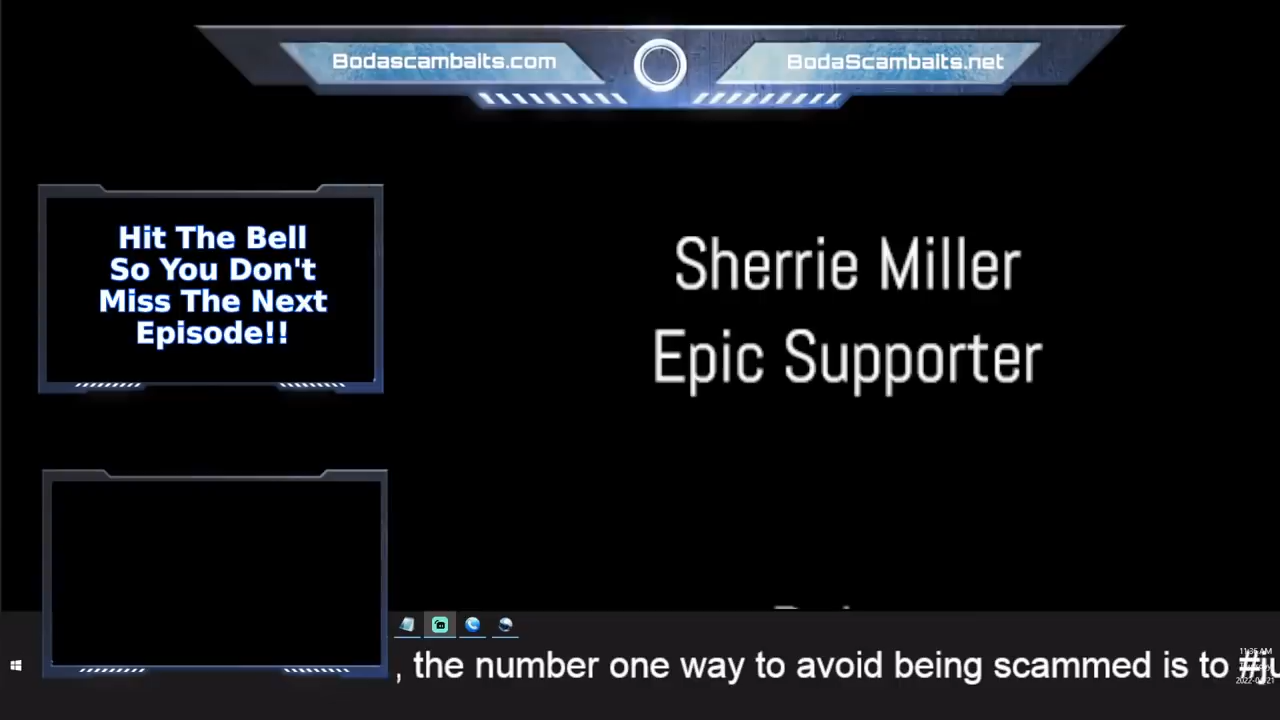 Bodascambaits.com
BodaScambaits.net
Hit The Bell
So You Don't
Miss The Next
Episode!!
Sherrie Miller
Epic Supporter
, the number one way to avoid being scammed is to